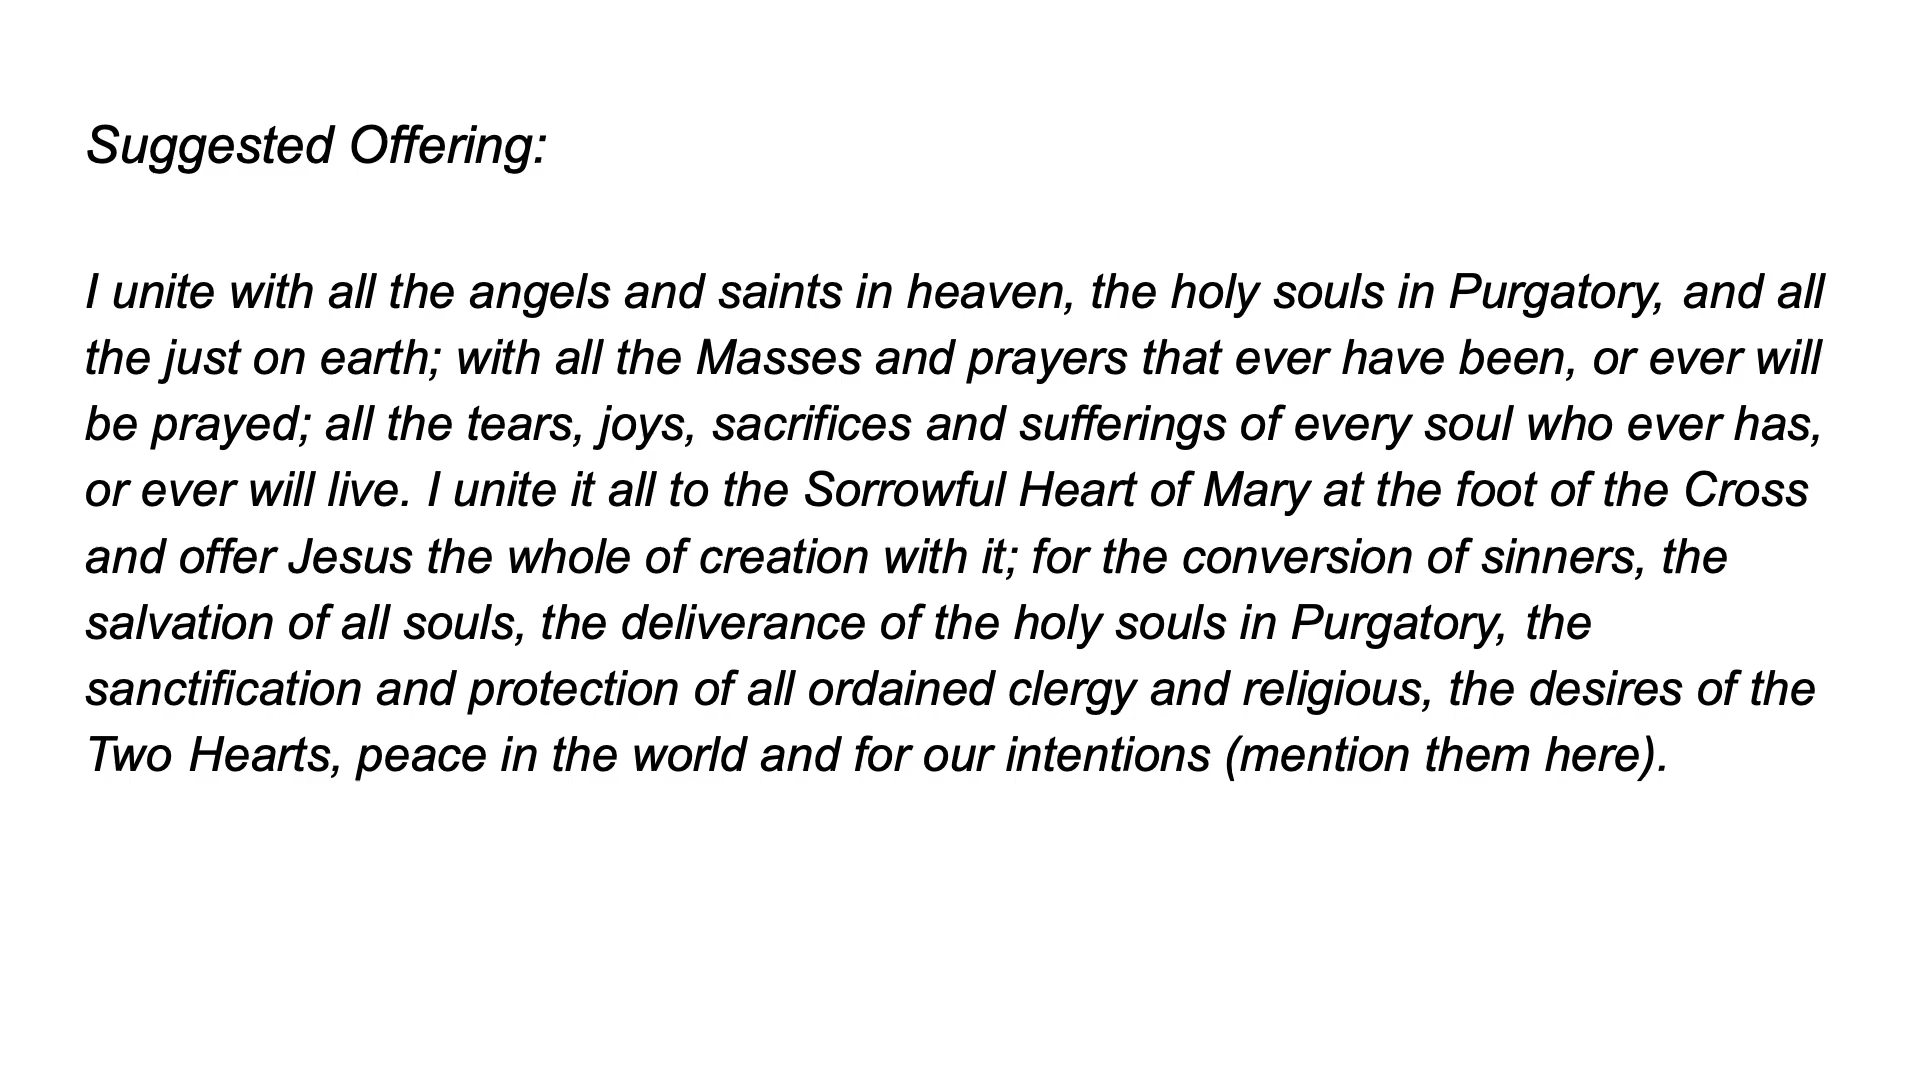 Suggested Offering:
I unite with all the angels and saints in heaven, the holy souls in Purgatory, and all
the just on earth; with all the Masses and prayers that ever have been, or ever will
be prayed; all the tears, joys, sacrifices and sufferings of every soul who ever has,
or ever will live. I unite it all to the Sorrowful Heart of Mary at the foot of the Cross
and offer Jesus the whole of creation with it; for the conversion of sinners, the
salvation of all souls, the deliverance of the holy souls in Purgatory, the
sanctification and protection of all ordained clergy and religious, the desires of the
Two Hearts, peace in the world and for our intentions (mention them here).